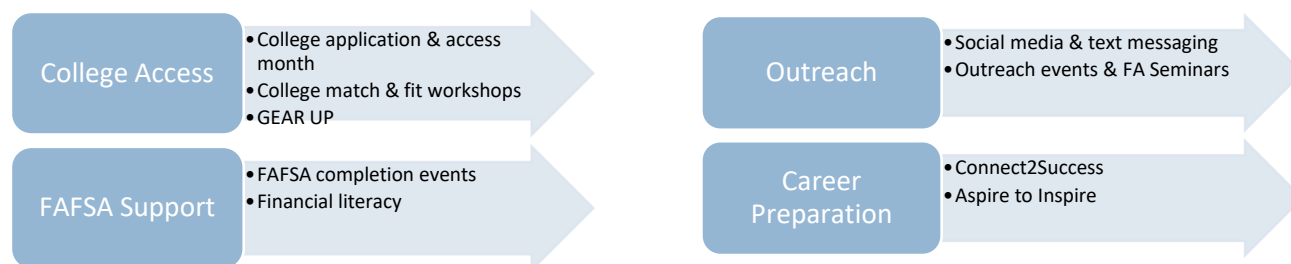 College Access
•College application & access
month
•College match & fit workshops
•GEAR UP
FAFSA Support
•FAFSA completion events
•Financial literacy
Outreach
•Social media & text messaging
•Outreach events & FA Seminars
Career
Preparation
•Connect2Success
•Aspire to Inspire